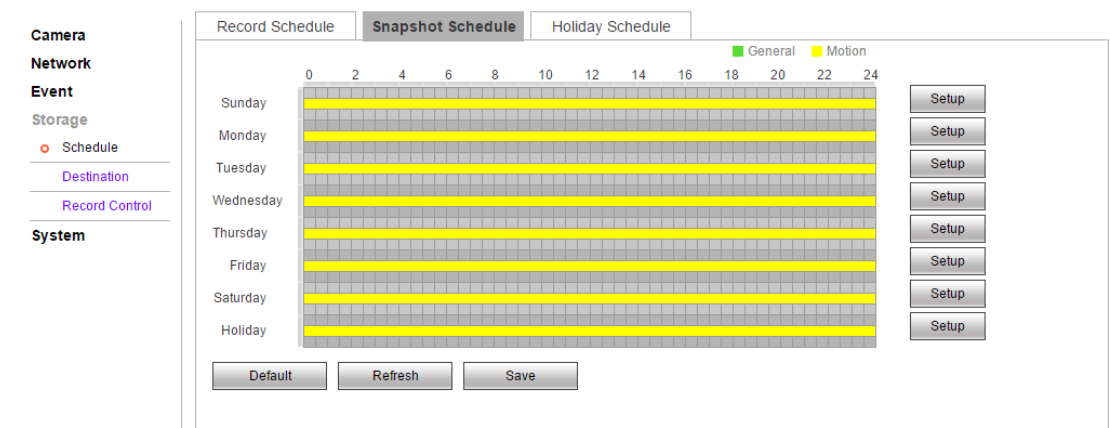 Camera
Network
Event
Storage
Schedule
Destination
Record Control
System
Record Schedule Snapshot Schedule Holiday Schedule
General Motion
0 2 4 6 8 10 12 14 16 18 20 22 24
Sunday Setup
Monday Setup
Tuesday Setup
Wednesday Setup
Thursday Setup
Friday Setup
Saturday Setup
Holiday Setup
Default Refresh Save